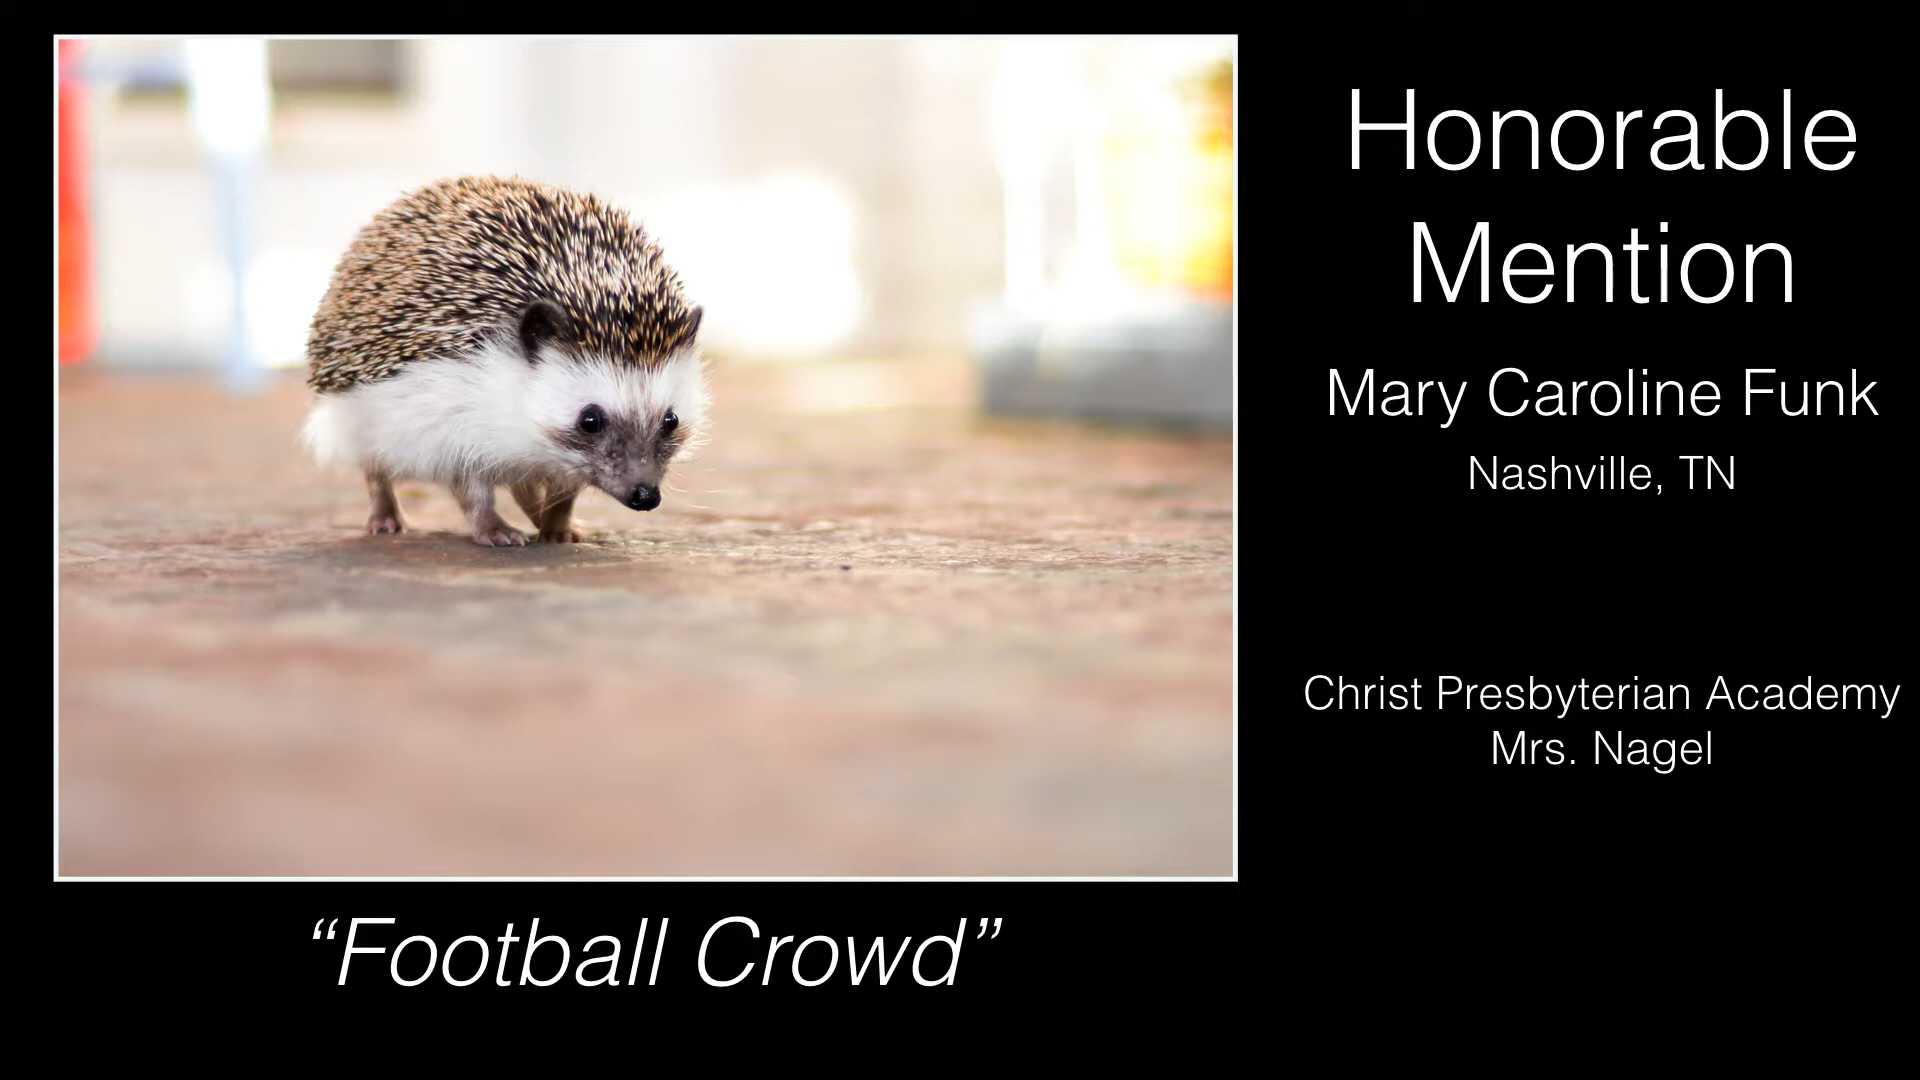 Honorable
Mention
Mary Caroline Funk
Nashville, TN
Christ Presbyterian Academy
Mrs. Nagel
“Football Crowd”